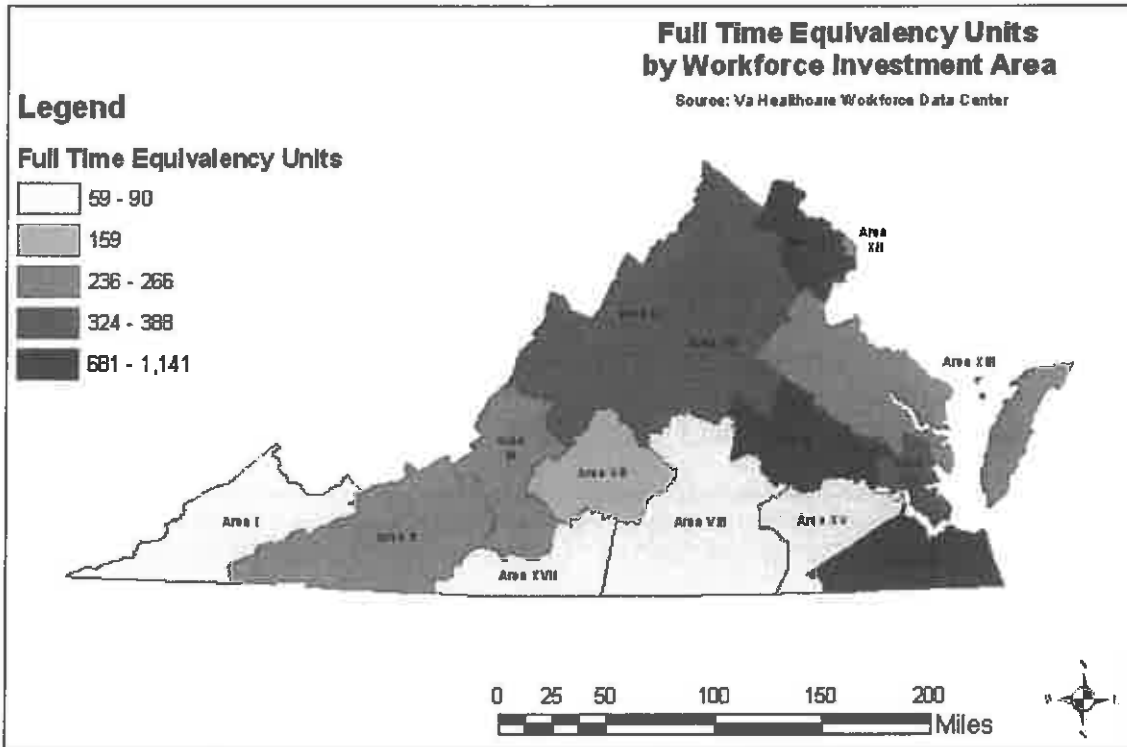 Full Time Equivalency Units
by Workforce Investment Area
Source: Va Healthcare Workforce Data Center
Legend
Full Time Equivalency Units
59 - 90
159
236 - 266
324 - 388
681 - 1,141
Area
XII
Area XIII
Area VII
Area I
Area VIII
Area XV
Area XVII
0 25 50 100 150 200
Miles